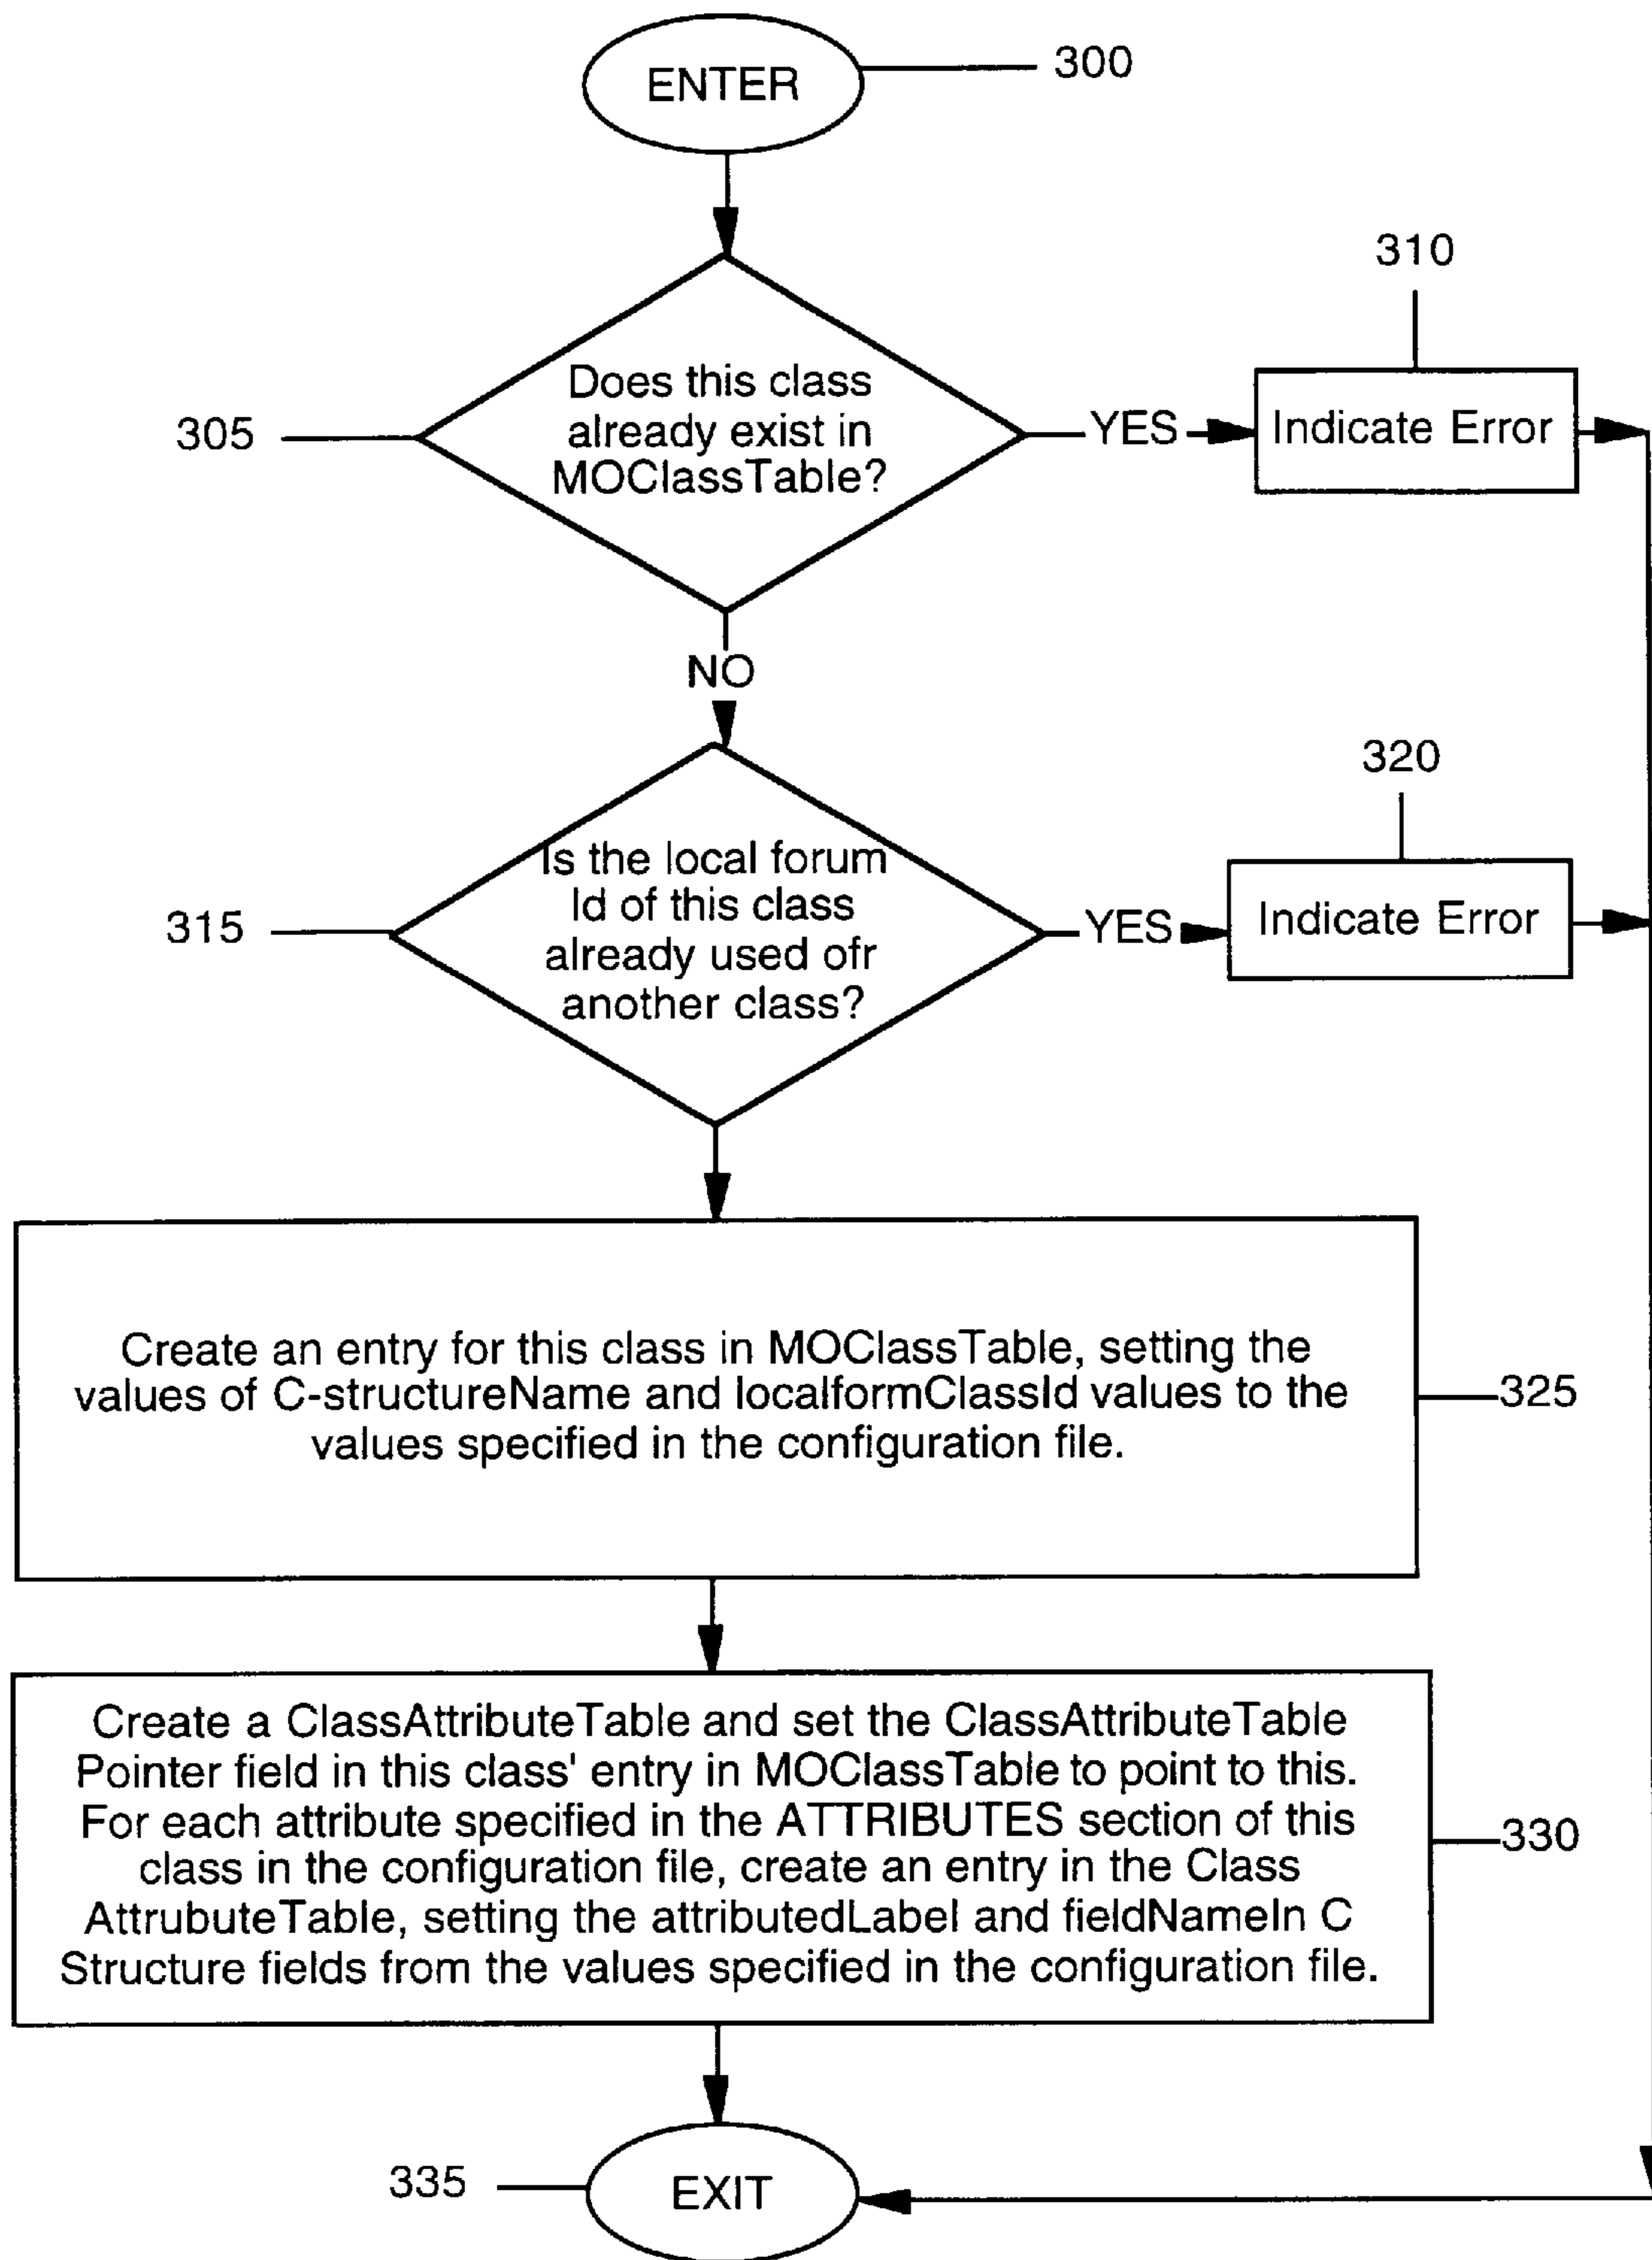 ENTER
300
310
Does this class
already exist in
MOClassTable?
305
YES
Indicate Error
NO
320
Is the local forum
Id of this class
already used ofr
another class?
315
YES
Indicate Error
Create an entry for this class in MOClassTable, setting the
values of C-structureName and localformClassId values to the
values specified in the configuration file.
325
Create a ClassAttributeTable and set the ClassAttributeTable
Pointer field in this class' entry in MOClassTable to point to this.
For each attribute specified in the ATTRIBUTES section of this
class in the configuration file, create an entry in the Class
AttrubuteTable, setting the attributedLabel and fieldNameIn C
Structure fields from the values specified in the configuration file.
330
335
EXIT